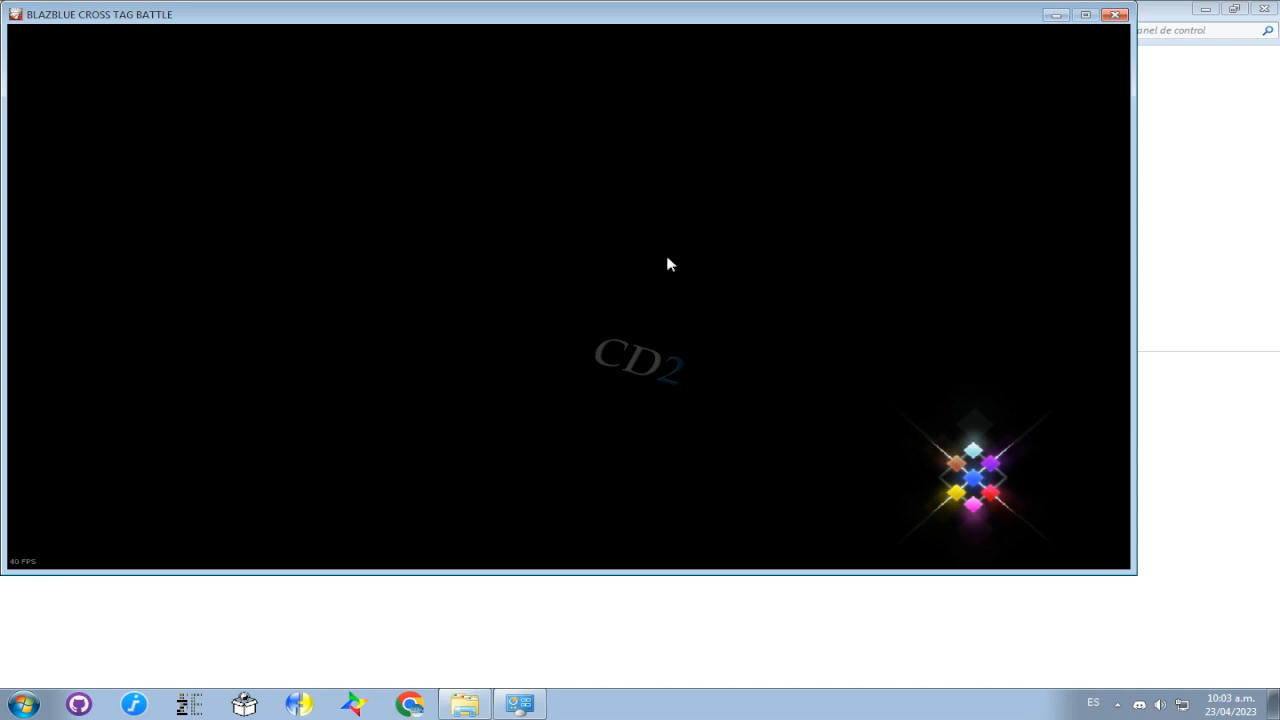 BLAZBLUE CROSS TAG BATTLE
anel de control
CD2
40 FPS
ES
10:03 a.m.
23/04/2023